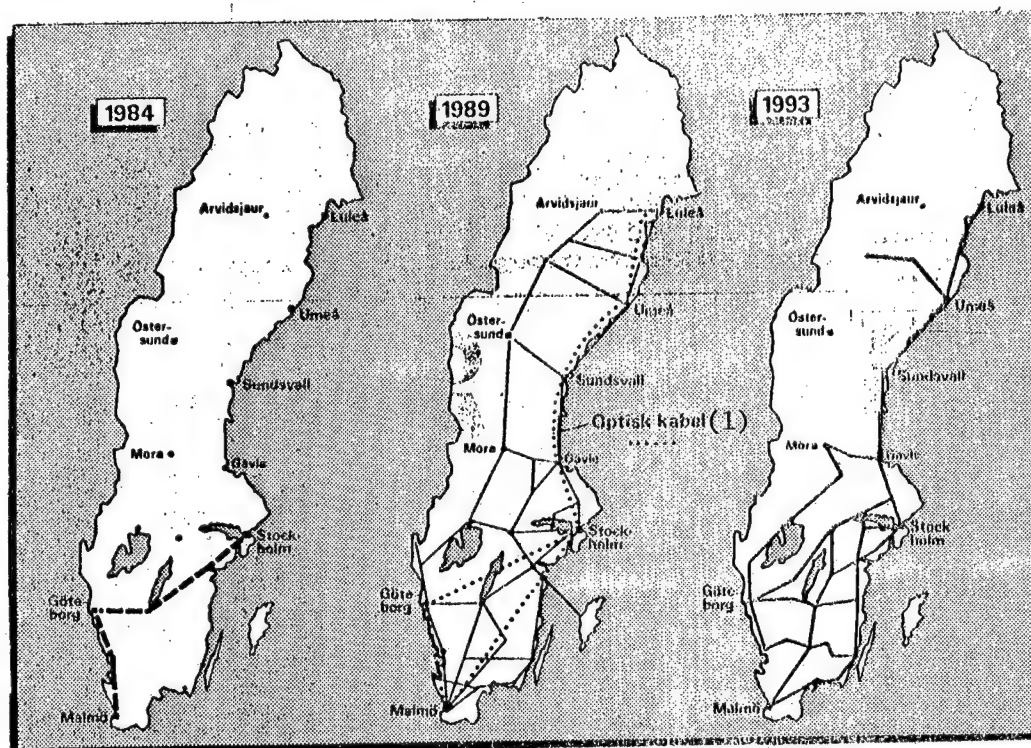 1984
Arvidsjaur
Luleå
Umeå
Öster-
sund
Sundsvall
Mora
Gävle
Stock-
holm
Göte
borg
Malmö
1989
Arvidsjaur
Luleå
Umeå
Öster-
sund
Sundsvall
Optisk kabel (1)
Mora
Gävle
Stock-
holm
Göte-
borg
Malmö
1993
Arvidsjaur
Luleå
Umeå
Öster-
sund
Sundsvall
Mora
Gävle
Stock-
holm
Göte-
borg
Malmö